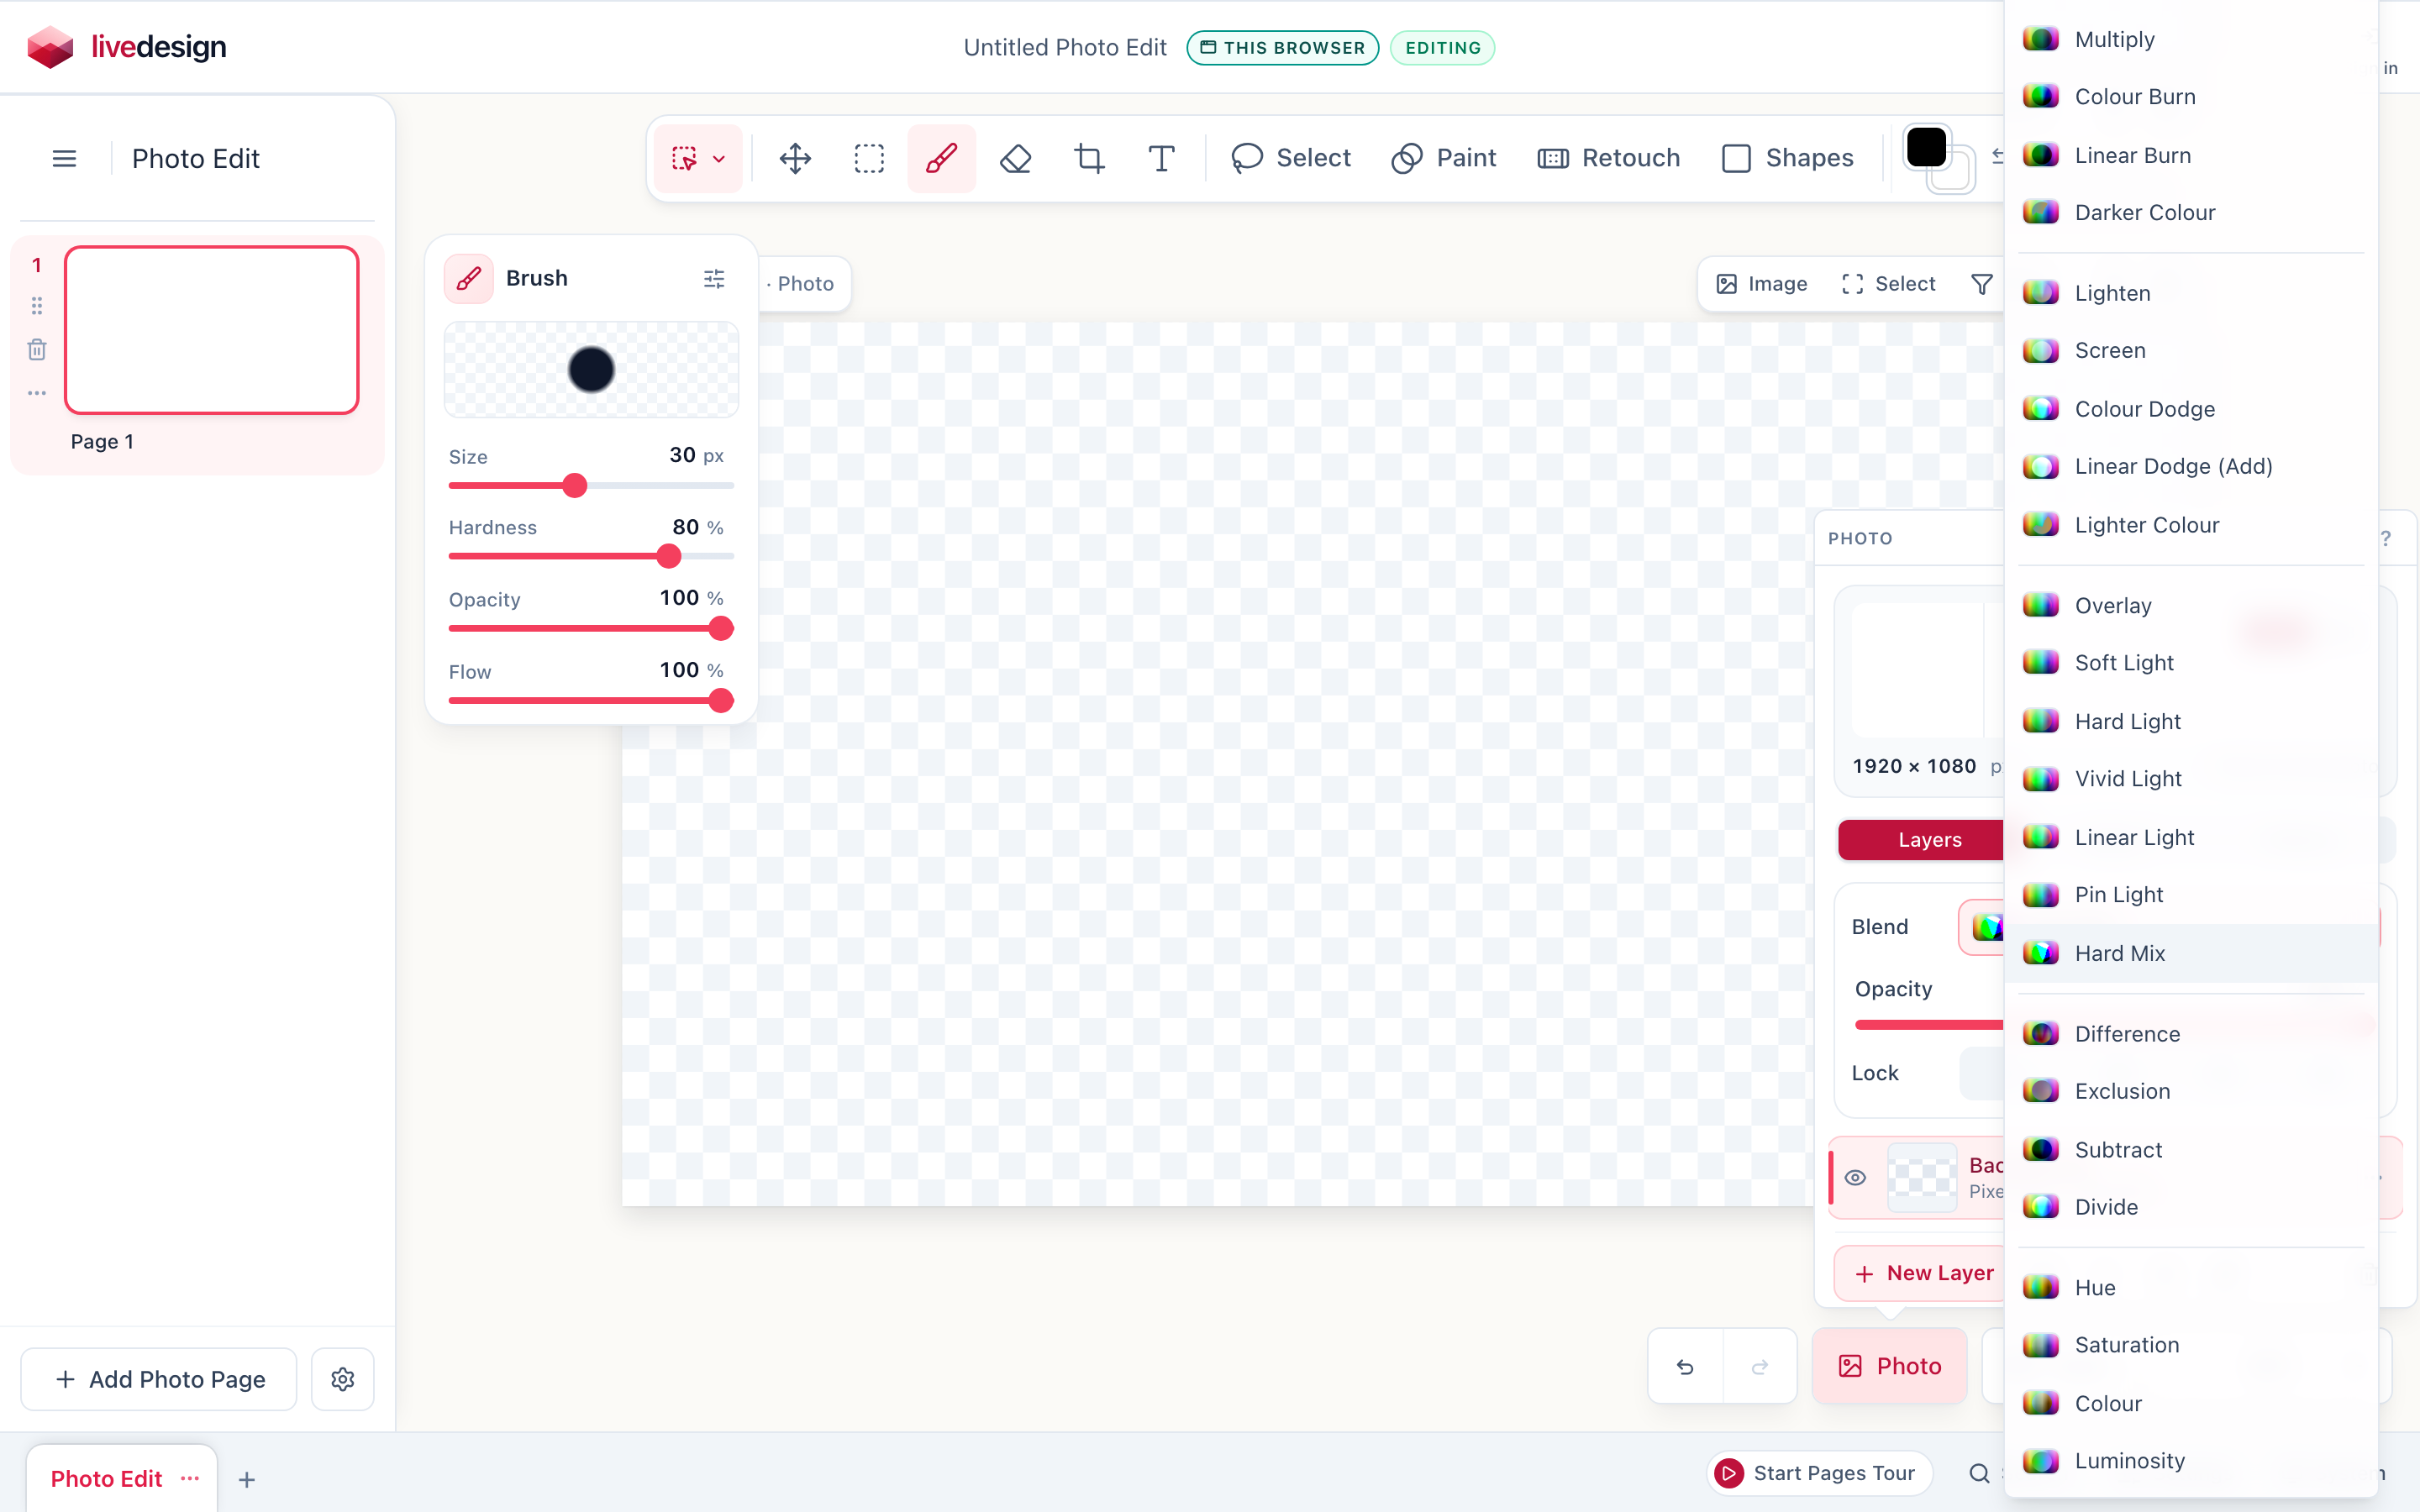 livedesign
Untitled Photo Edit
THIS BROWSER
EDITING
in
Photo Edit
Select
Paint
Retouch
Shapes
1
Page 1
Brush
· Photo
Image
Select
Size
30 px
Hardness
80 %
Opacity
100 %
Flow
100 %
PHOTO
?
1920 × 1080
Layers
Blend
Opacity
Lock
New Layer
Multiply
Colour Burn
Linear Burn
Darker Colour
Lighten
Screen
Colour Dodge
Linear Dodge (Add)
Lighter Colour
Overlay
Soft Light
Hard Light
Vivid Light
Linear Light
Pin Light
Hard Mix
Difference
Exclusion
Subtract
Divide
Hue
Saturation
Colour
Luminosity
Add Photo Page
Photo
Photo Edit
Start Pages Tour